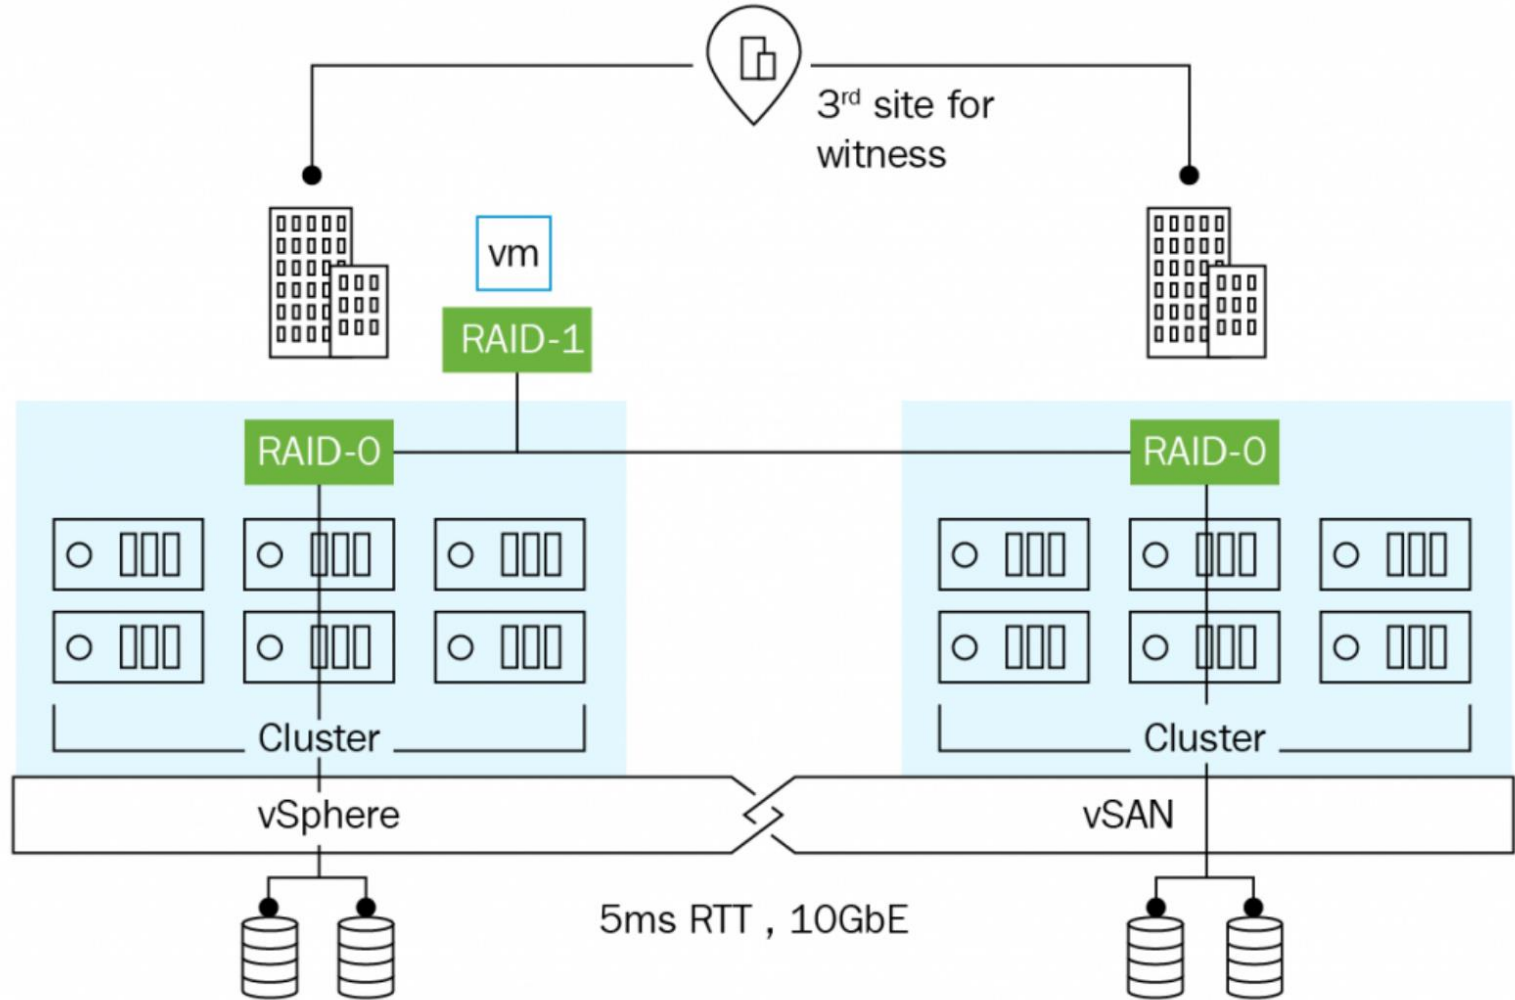 3rd site for
witness
vm
RAID-1
RAID-0
RAID-0
Cluster
Cluster
vSphere
vSAN
5ms RTT , 10GbE